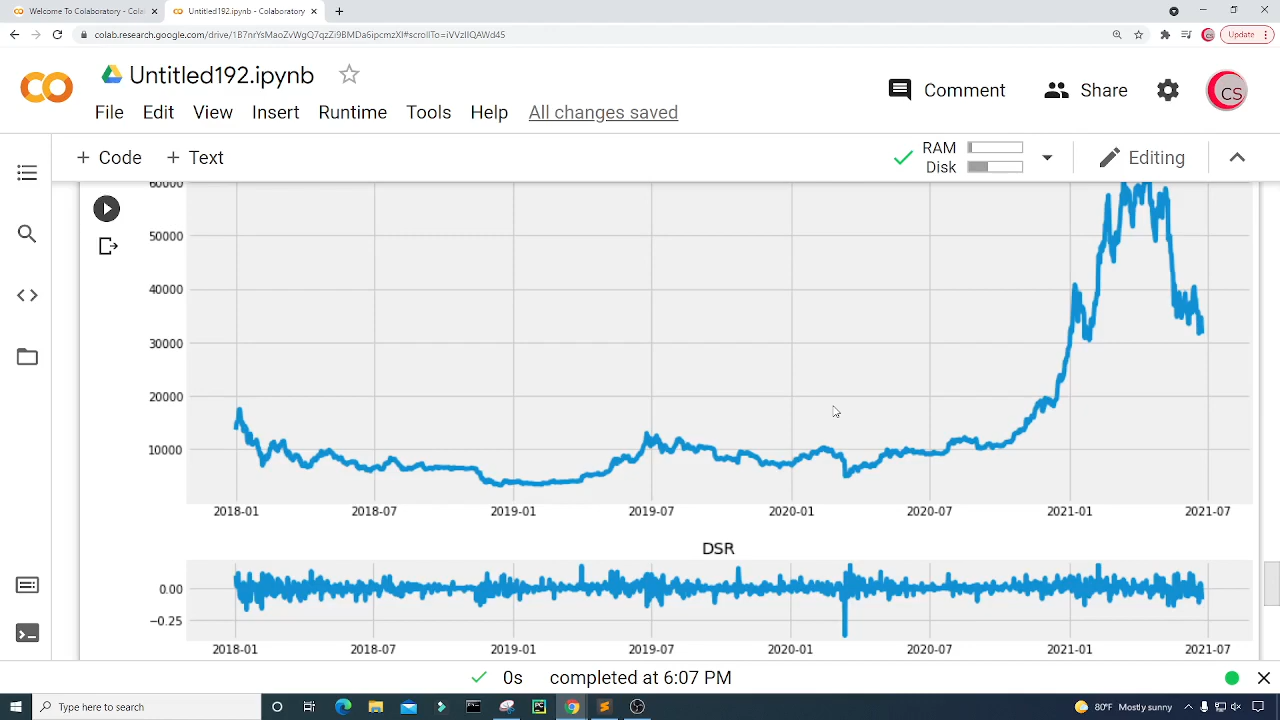 Welcome To Colaboratory - Colal
Untitled192.ipynb - Colaboratory
colab.research.google.com/drive/1B7nrYsMaoZvWgQ7qzZi9BMDa6ipcmzXl#scrollTo=iVVzIlQAWd4S
Update
Untitled192.ipynb
Comment
Share
CS
File Edit View Insert Runtime Tools Help All changes saved
+ Code + Text
RAM
Disk
Editing
60000
50000
40000
30000
20000
10000
2018-01 2018-07 2019-01 2019-07 2020-01 2020-07 2021-01 2021-07
DSR
0.00
−0.25
2018-01 2018-07 2019-01 2019-07 2020-01 2020-07 2021-01 2021-07
0s completed at 6:07 PM
Type here to search
80°F Mostly sunny